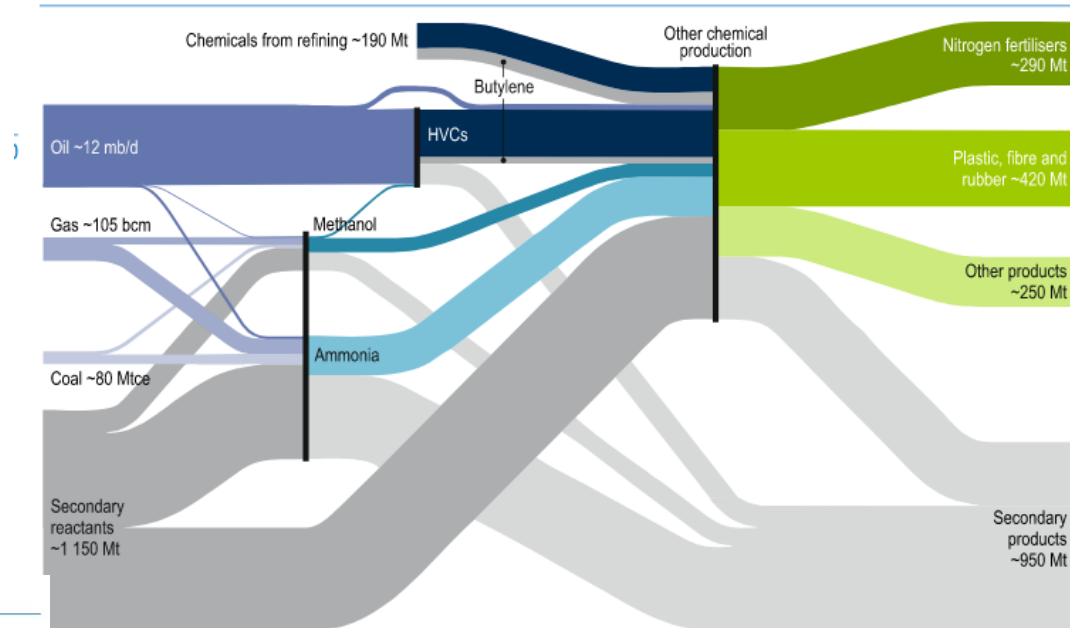 Chemicals from refining ~190 Mt
Other chemical
production
Nitrogen fertilisers
~290 Mt
Butylene
Oil ~12 mb/d
HVCs
Plastic, fibre and
rubber ~420 Mt
Gas ~105 bcm
Methanol
Other products
~250 Mt
Ammonia
Coal ~80 Mtce
Secondary
reactants
~1 150 Mt
Secondary
products
~950 Mt